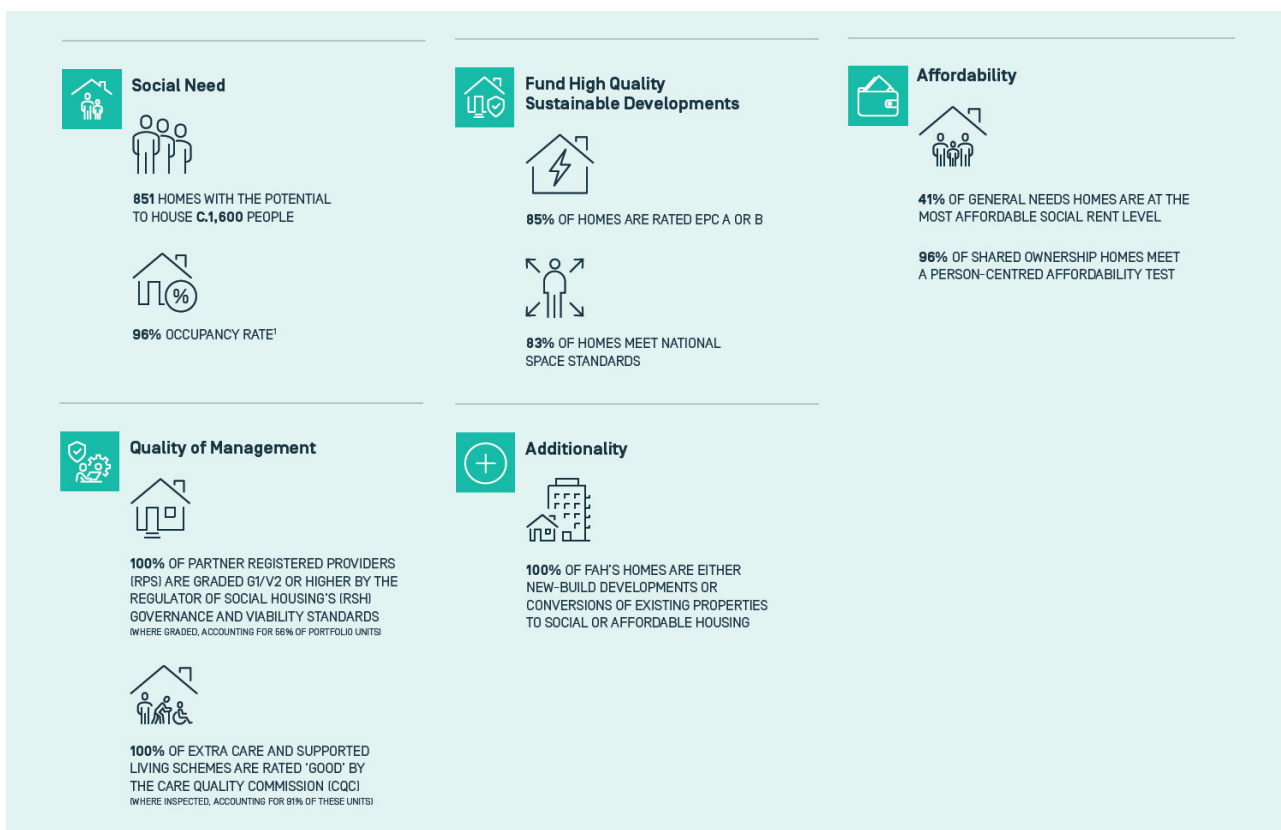 Social Need
%
851 HOMES WITH THE POTENTIAL
TO HOUSE C.1,600 PEOPLE
96% OCCUPANCY RATE¹
Fund High Quality
Sustainable Developments
85% OF HOMES ARE RATED EPC A OR B
83% OF HOMES MEET NATIONAL
SPACE STANDARDS
Affordability
41% OF GENERAL NEEDS HOMES ARE AT THE
MOST AFFORDABLE SOCIAL RENT LEVEL
96% OF SHARED OWNERSHIP HOMES MEET
A PERSON-CENTRED AFFORDABILITY TEST
Quality of Management
100% OF PARTNER REGISTERED PROVIDERS
(RPS) ARE GRADED G1/V2 OR HIGHER BY THE
REGULATOR OF SOCIAL HOUSING'S (RSH)
GOVERNANCE AND VIABILITY STANDARDS
(WHERE GRADED, ACCOUNTING FOR 56% OF PORTFOLIO UNITS)
100% OF EXTRA CARE AND SUPPORTED
LIVING SCHEMES ARE RATED 'GOOD' BY
THE CARE QUALITY COMMISSION (CQC)
(WHERE INSPECTED, ACCOUNTING FOR 91% OF THESE UNITS)
Additionality
100% OF FAH'S HOMES ARE EITHER
NEW-BUILD DEVELOPMENTS OR
CONVERSIONS OF EXISTING PROPERTIES
TO SOCIAL OR AFFORDABLE HOUSING